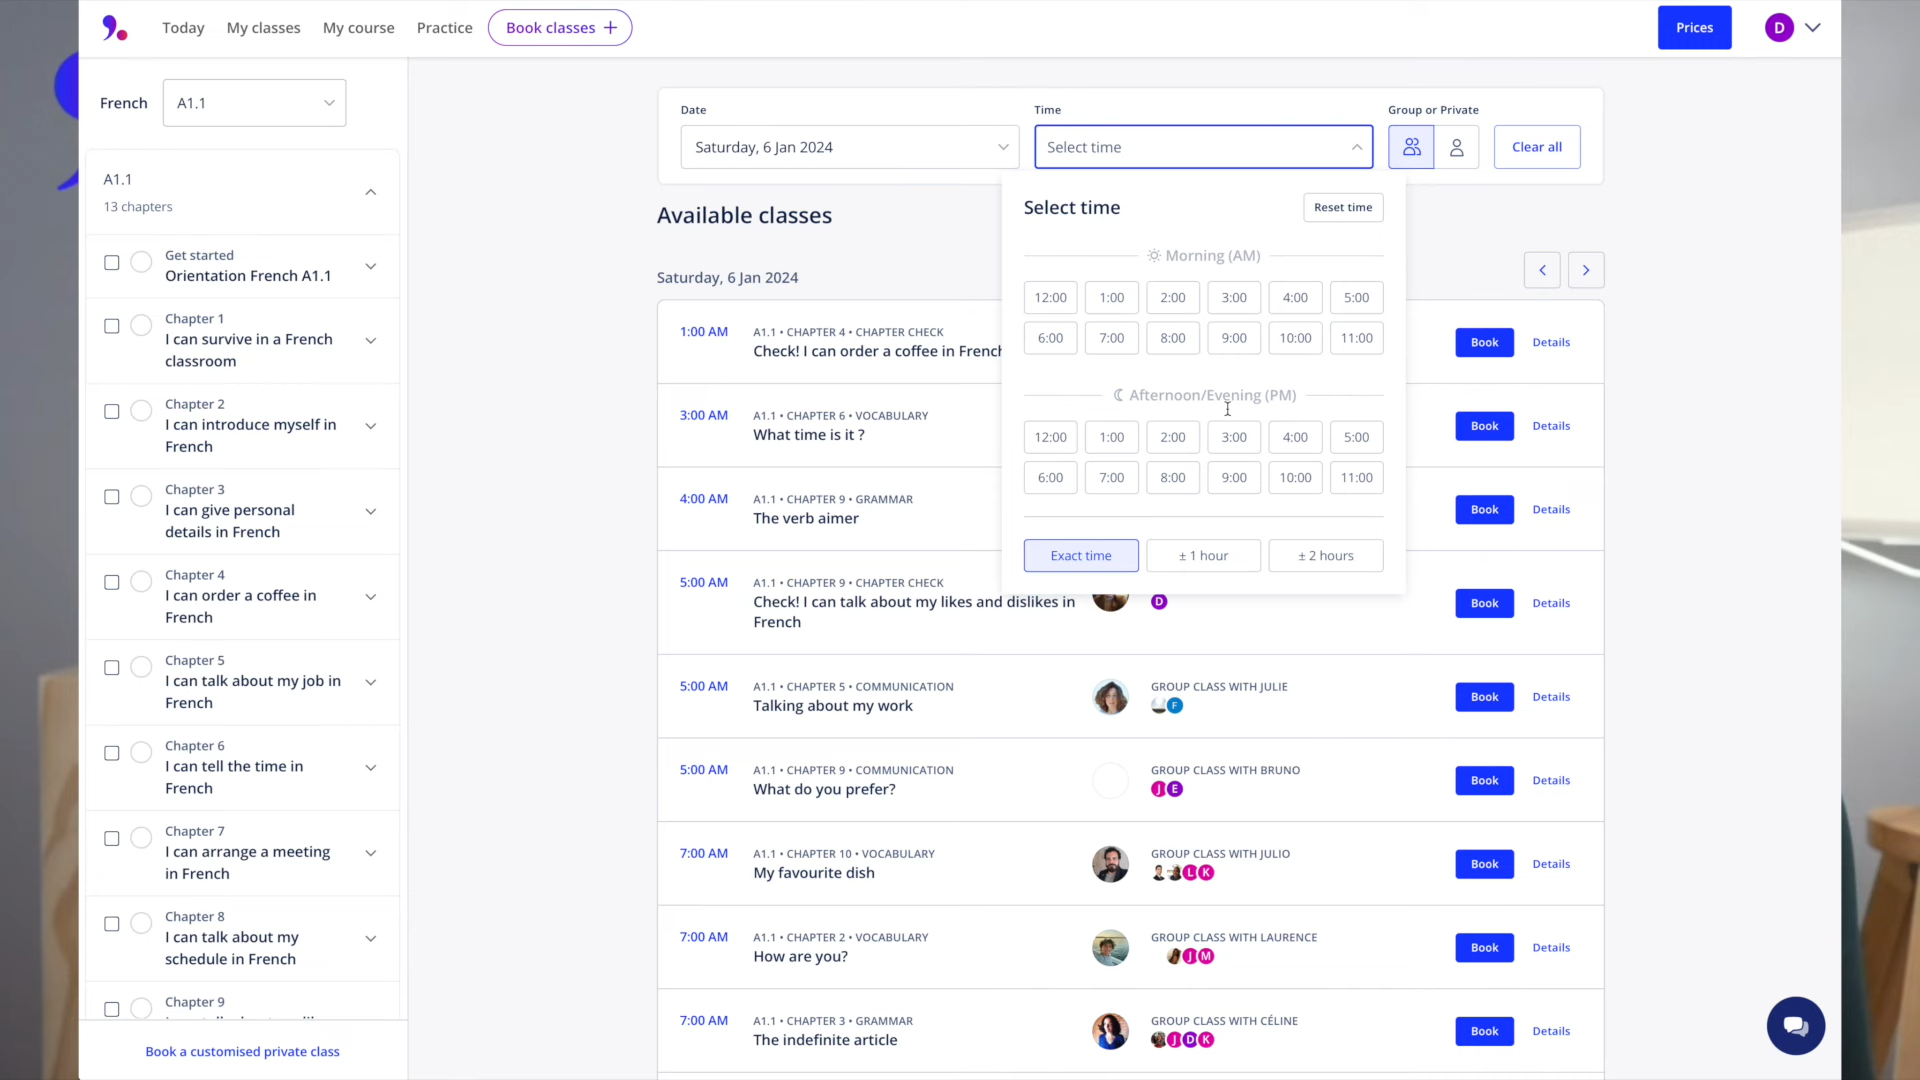 Today My classes My course Practice Book classes +
Prices
D
French A1.1
A1.1
13 chapters
Get started
Orientation French A1.1
Chapter 1
I can survive in a French
classroom
Chapter 2
I can introduce myself in
French
Chapter 3
I can give personal
details in French
Chapter 4
I can order a coffee in
French
Chapter 5
I can talk about my job in
French
Chapter 6
I can tell the time in
French
Chapter 7
I can arrange a meeting
in French
Chapter 8
I can talk about my
schedule in French
Chapter 9
Book a customised private class
Date Time Group or Private
Saturday, 6 Jan 2024 Select time Clear all
Available classes
Saturday, 6 Jan 2024
Select time Reset time
Morning (AM)
12:00 1:00 2:00 3:00 4:00 5:00
6:00 7:00 8:00 9:00 10:00 11:00
Afternoon/Evening (PM)
12:00 1:00 2:00 3:00 4:00 5:00
6:00 7:00 8:00 9:00 10:00 11:00
Exact time ± 1 hour ± 2 hours
1:00 AM A1.1 • CHAPTER 4 • CHAPTER CHECK
Check! I can order a coffee in French
Book Details
3:00 AM A1.1 • CHAPTER 6 • VOCABULARY
What time is it ?
Book Details
4:00 AM A1.1 • CHAPTER 9 • GRAMMAR
The verb aimer
Book Details
5:00 AM A1.1 • CHAPTER 9 • CHAPTER CHECK
Check! I can talk about my likes and dislikes in
French
D
Book Details
5:00 AM A1.1 • CHAPTER 5 • COMMUNICATION
Talking about my work
GROUP CLASS WITH JULIE
F
Book Details
5:00 AM A1.1 • CHAPTER 9 • COMMUNICATION
What do you prefer?
GROUP CLASS WITH BRUNO
J E
Book Details
7:00 AM A1.1 • CHAPTER 10 • VOCABULARY
My favourite dish
GROUP CLASS WITH JULIO
L K
Book Details
7:00 AM A1.1 • CHAPTER 2 • VOCABULARY
How are you?
GROUP CLASS WITH LAURENCE
J M
Book Details
7:00 AM A1.1 • CHAPTER 3 • GRAMMAR
The indefinite article
GROUP CLASS WITH CÉLINE
J D K
Book Details